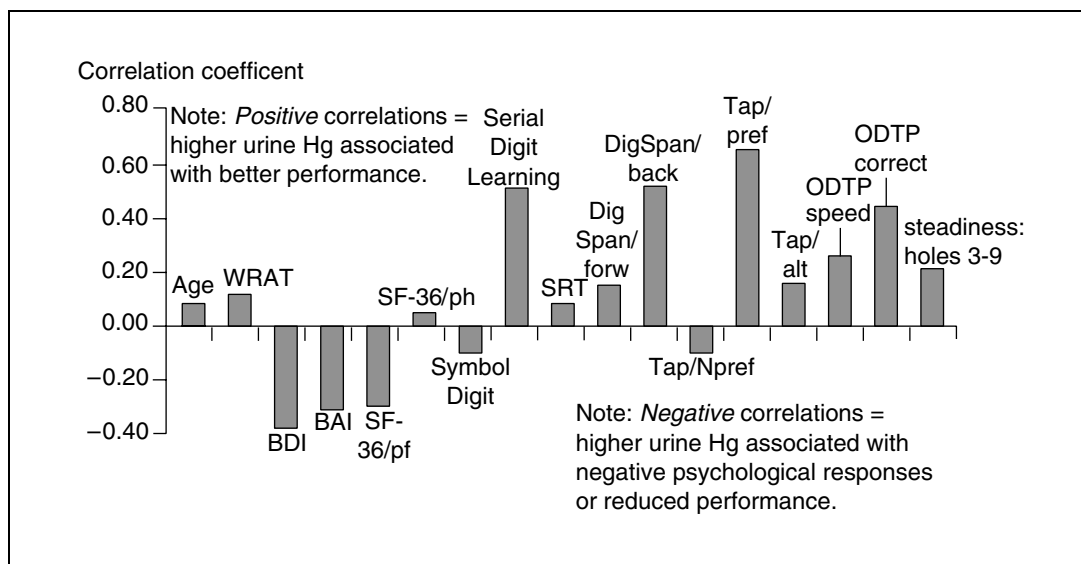 Correlation coefficent
0.80
0.60
0.40
0.20
0.00
−0.20
−0.40
Note: Positive correlations =
higher urine Hg associated
with better performance.
Age
WRAT
BDI
BAI
SF-
36/pf
SF-36/ph
Symbol
Digit
Serial
Digit
Learning
SRT
Dig
Span/
forw
DigSpan/
back
Tap/Npref
Tap/
pref
Tap/
alt
ODTP
speed
ODTP
correct
steadiness:
holes 3-9
Note: Negative correlations =
higher urine Hg associated with
negative psychological responses
or reduced performance.